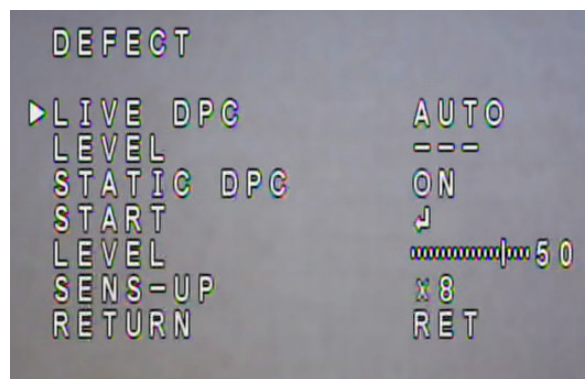 DEFECT
LIVE DPC AUTO
LEVEL ---
STATIC DPC ON
START ↲
LEVEL 50
SENS-UP x8
RETURN RET